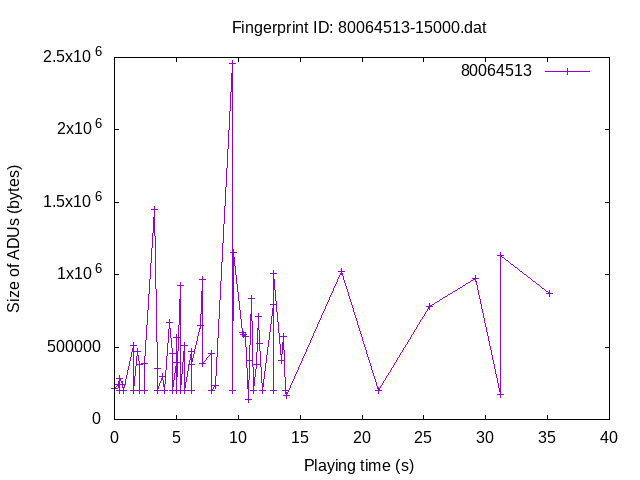 Fingerprint ID: 80064513-15000.dat
2.5x10 6
80064513
2x10 6
1.5x10 6
1x10 6
500000
0
Size of ADUs (bytes)
0 5 10 15 20 25 30 35 40
Playing time (s)